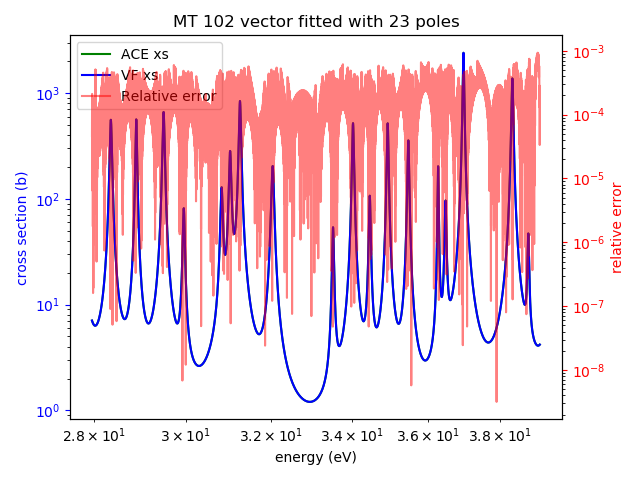 MT 102 vector fitted with 23 poles
ACE xs
VF xs
Relative error
cross section (b)
10³
10²
10¹
10⁰
relative error
10⁻³
10⁻⁴
10⁻⁵
10⁻⁶
10⁻⁷
10⁻⁸
2.8 × 10¹ 3 × 10¹ 3.2 × 10¹ 3.4 × 10¹ 3.6 × 10¹ 3.8 × 10¹
energy (eV)